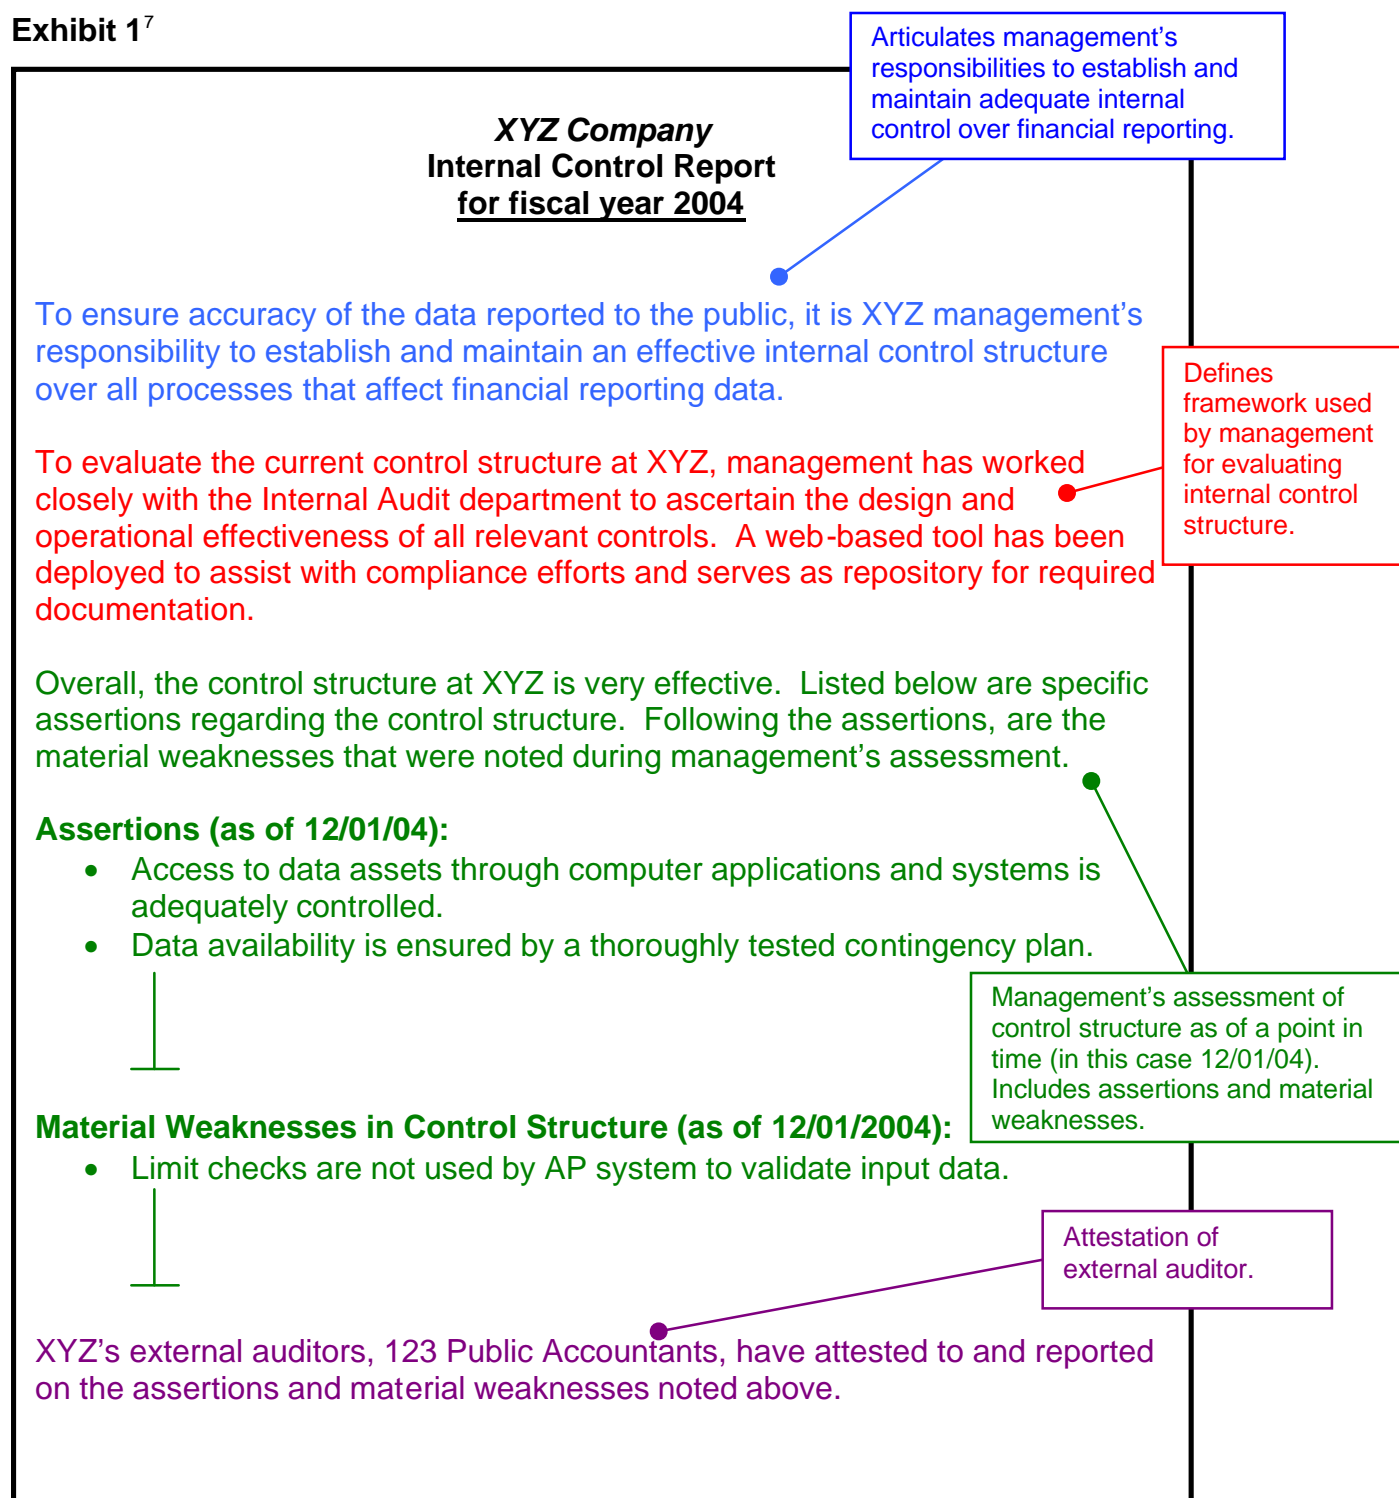 Exhibit 1⁷
Articulates management’s
responsibilities to establish and
maintain adequate internal
control over financial reporting.
XYZ Company
Internal Control Report
for fiscal year 2004
To ensure accuracy of the data reported to the public, it is XYZ management’s
responsibility to establish and maintain an effective internal control structure
over all processes that affect financial reporting data.
Defines
framework used
by management
for evaluating
internal control
structure.
To evaluate the current control structure at XYZ, management has worked
closely with the Internal Audit department to ascertain the design and
operational effectiveness of all relevant controls.  A web-based tool has been
deployed to assist with compliance efforts and serves as repository for required
documentation.
Overall, the control structure at XYZ is very effective.  Listed below are specific
assertions regarding the control structure.  Following the assertions, are the
material weaknesses that were noted during management’s assessment.
Assertions (as of 12/01/04):
• Access to data assets through computer applications and systems is
adequately controlled.
• Data availability is ensured by a thoroughly tested contingency plan.
Management’s assessment of
control structure as of a point in
time (in this case 12/01/04).
Includes assertions and material
weaknesses.
Material Weaknesses in Control Structure (as of 12/01/2004):
• Limit checks are not used by AP system to validate input data.
Attestation of
external auditor.
XYZ’s external auditors, 123 Public Accountants, have attested to and reported
on the assertions and material weaknesses noted above.